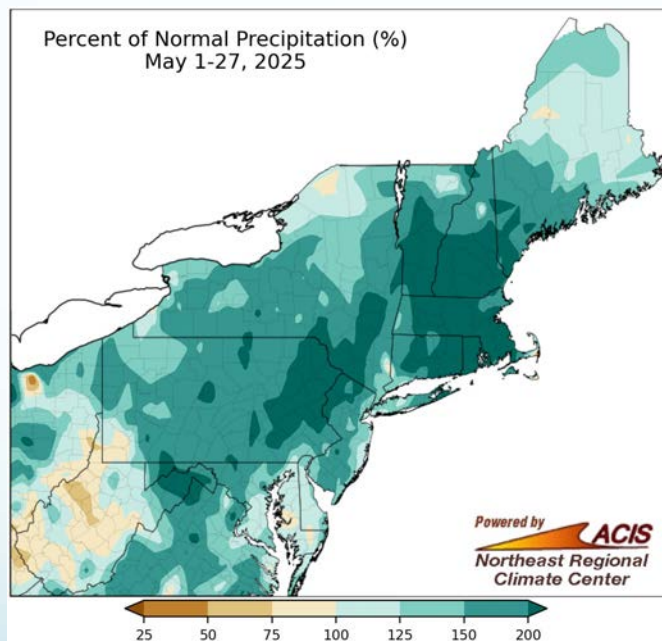 Percent of Normal Precipitation (%)
May 1-27, 2025
Powered by
ACIS
Northeast Regional
Climate Center
25 50 75 100 125 150 200